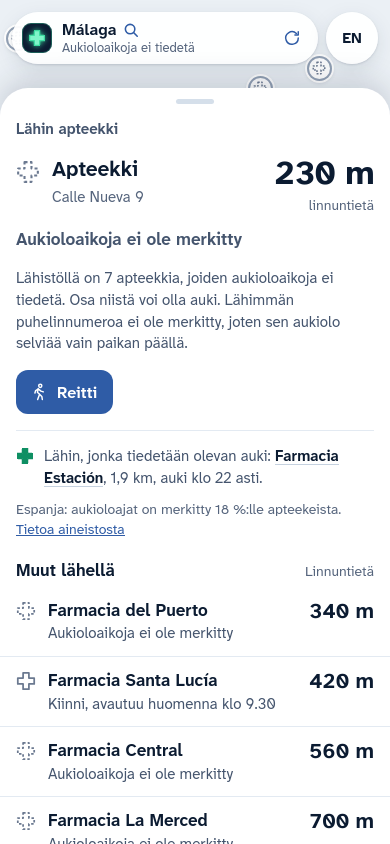 Málaga
Aukioloaikoja ei tiedetä
EN
Lähin apteekki
Apteekki
230 m
Calle Nueva 9
linnuntietä
Aukioloaikoja ei ole merkitty
Lähistöllä on 7 apteekkia, joiden aukioloaikoja ei
tiedetä. Osa niistä voi olla auki. Lähimmän
puhelinnumeroa ei ole merkitty, joten sen aukiolo
selviää vain paikan päällä.
Reitti
Lähin, jonka tiedetään olevan auki: Farmacia
Estación, 1,9 km, auki klo 22 asti.
Espanja: aukioloajat on merkitty 18 %:lle apteekeista.
Tietoa aineistosta
Muut lähellä
Linnuntietä
Farmacia del Puerto
340 m
Aukioloaikoja ei ole merkitty
Farmacia Santa Lucía
420 m
Kiinni, avautuu huomenna klo 9.30
Farmacia Central
560 m
Aukioloaikoja ei ole merkitty
Farmacia La Merced
700 m
Aukioloaikoja ei ole merkitty